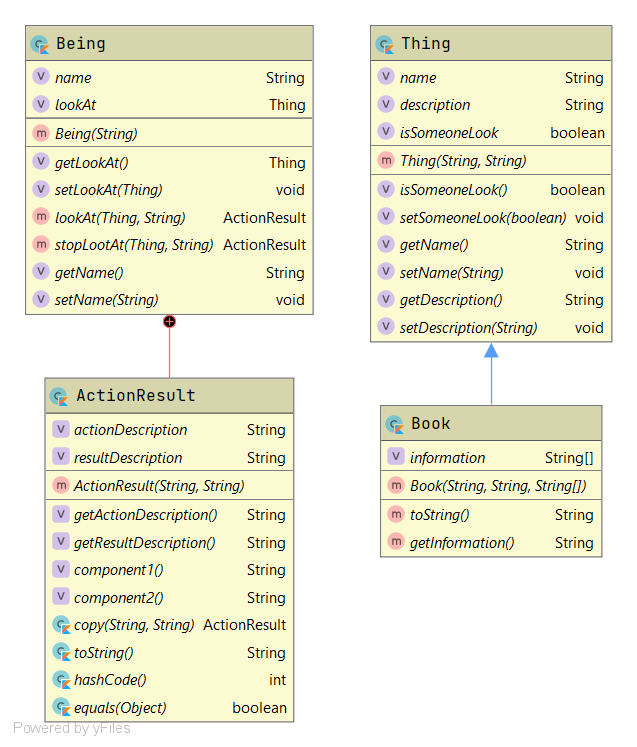 Being
name String
lookAt Thing
Being(String)
getLookAt() Thing
setLookAt(Thing) void
lookAt(Thing, String) ActionResult
stopLootAt(Thing, String) ActionResult
getName() String
setName(String) void
Thing
name String
description String
isSomeoneLook boolean
Thing(String, String)
isSomeoneLook() boolean
setSomeoneLook(boolean) void
getName() String
setName(String) void
getDescription() String
setDescription(String) void
ActionResult
actionDescription String
resultDescription String
ActionResult(String, String)
getActionDescription() String
getResultDescription() String
component1() String
component2() String
copy(String, String) ActionResult
toString() String
hashCode() int
equals(Object) boolean
Book
information String[]
Book(String, String, String[])
toString() String
getInformation() String
Powered by yFiles